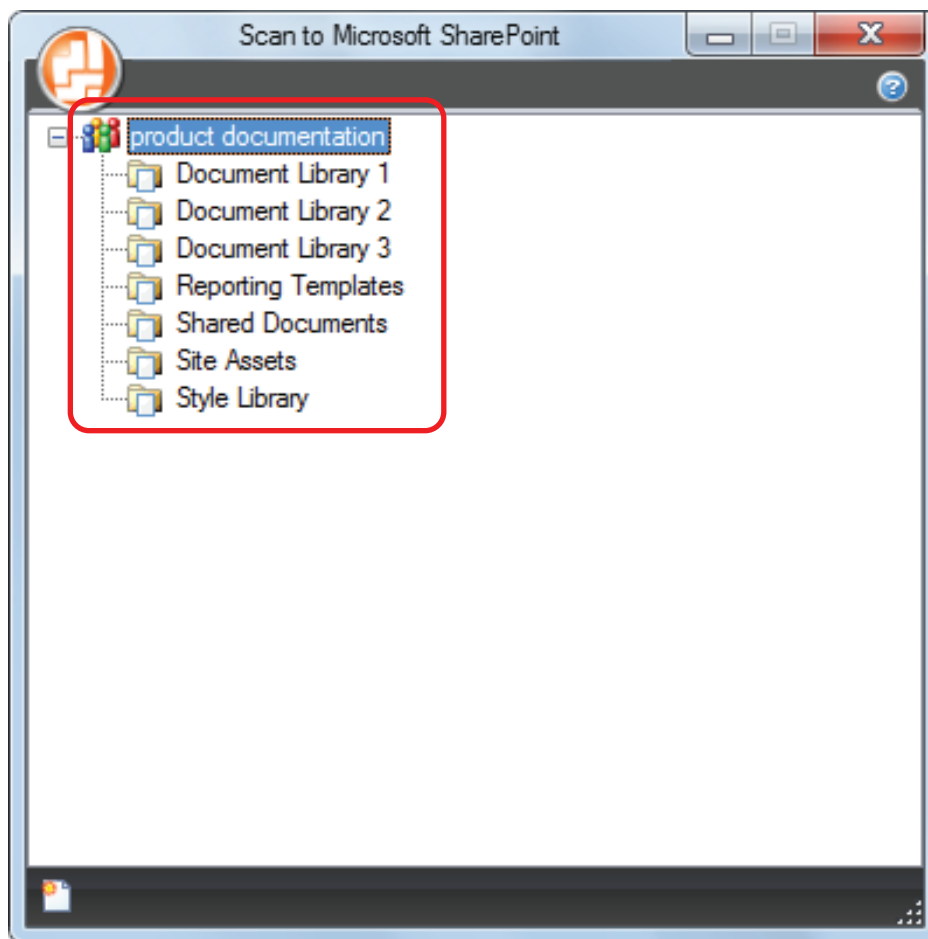 Scan to Microsoft SharePoint
product documentation
Document Library 1
Document Library 2
Document Library 3
Reporting Templates
Shared Documents
Site Assets
Style Library